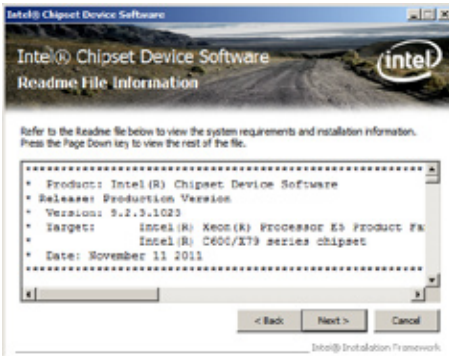 Intel® Chipset Device Software
Intel® Chipset Device Software
Readme File Information
intel
Refer to the Readme file below to view the system requirements and installation information.
Press the Page Down key to view the rest of the file.
********************************************************
* Product: Intel(R) Chipset Device Software
* Release: Production Version
* Version: 9.2.3.1023
* Target: Intel(R) Xeon(R) Processor E5 Product Fa
* Intel(R) C600/X79 series chipset
* Date: November 11 2011
********************************************************
< Back Next > Cancel
Intel® Installation Framework